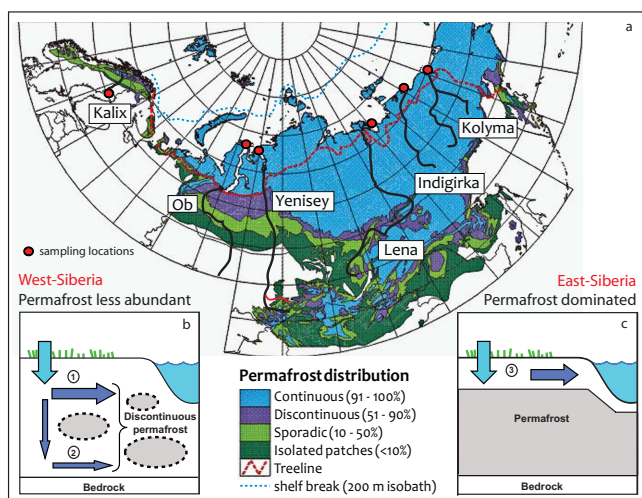 a
Kalix
Kolyma
Indigirka
Ob
Yenisey
Lena
sampling locations
West-Siberia
Permafrost less abundant
East-Siberia
Permafrost dominated
b
1
Discontinuous
permafrost
2
Bedrock
Permafrost distribution
Continuous (91 - 100%)
Discontinuous (51 - 90%)
Sporadic (10 - 50%)
Isolated patches (<10%)
Treeline
shelf break (200 m isobath)
c
3
Permafrost
Bedrock